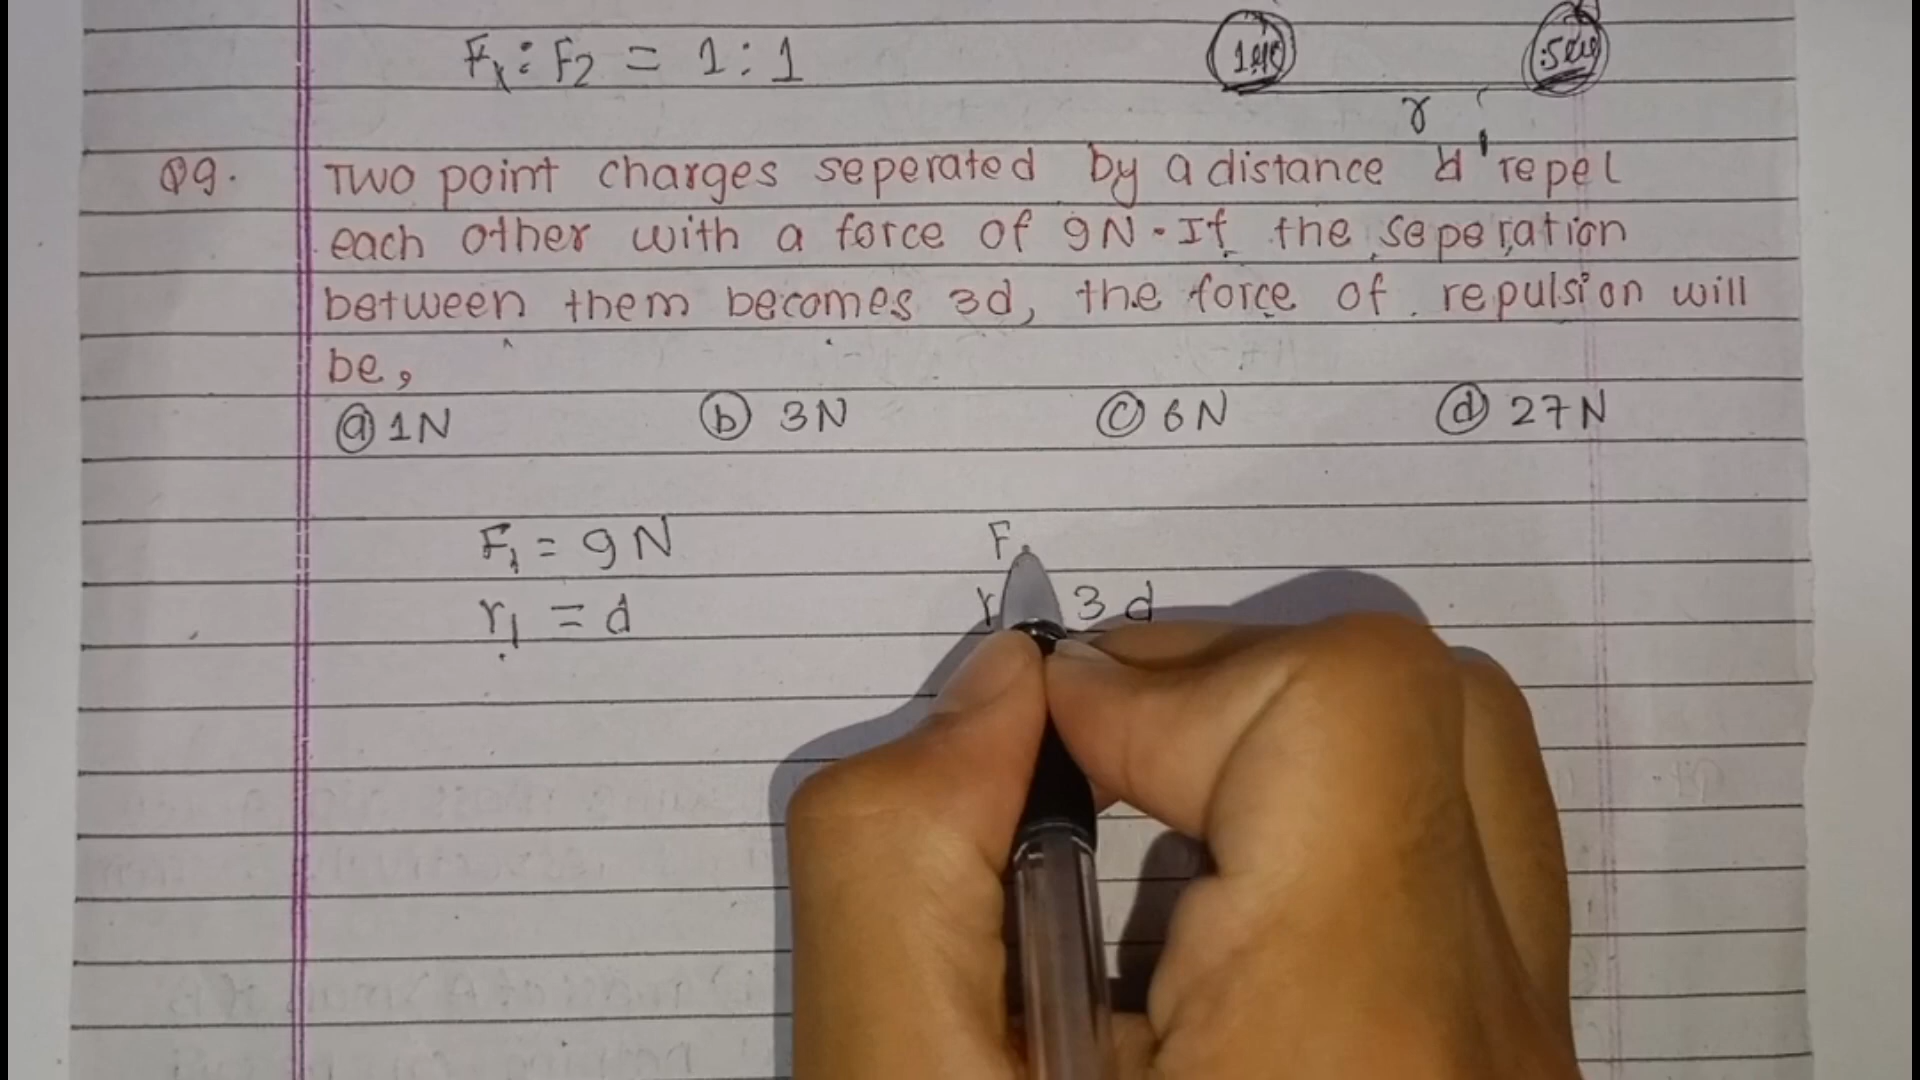 F1 : F2 = 1 : 1
r
Q9. Two point charges seperated by a distance 'd' repel
each other with a force of 9N. If the seperation
between them becomes 3d, the force of repulsion will
be,
(a) 1N (b) 3N (c) 6N (d) 27N
F1 = 9N F
r1 = d r 3d